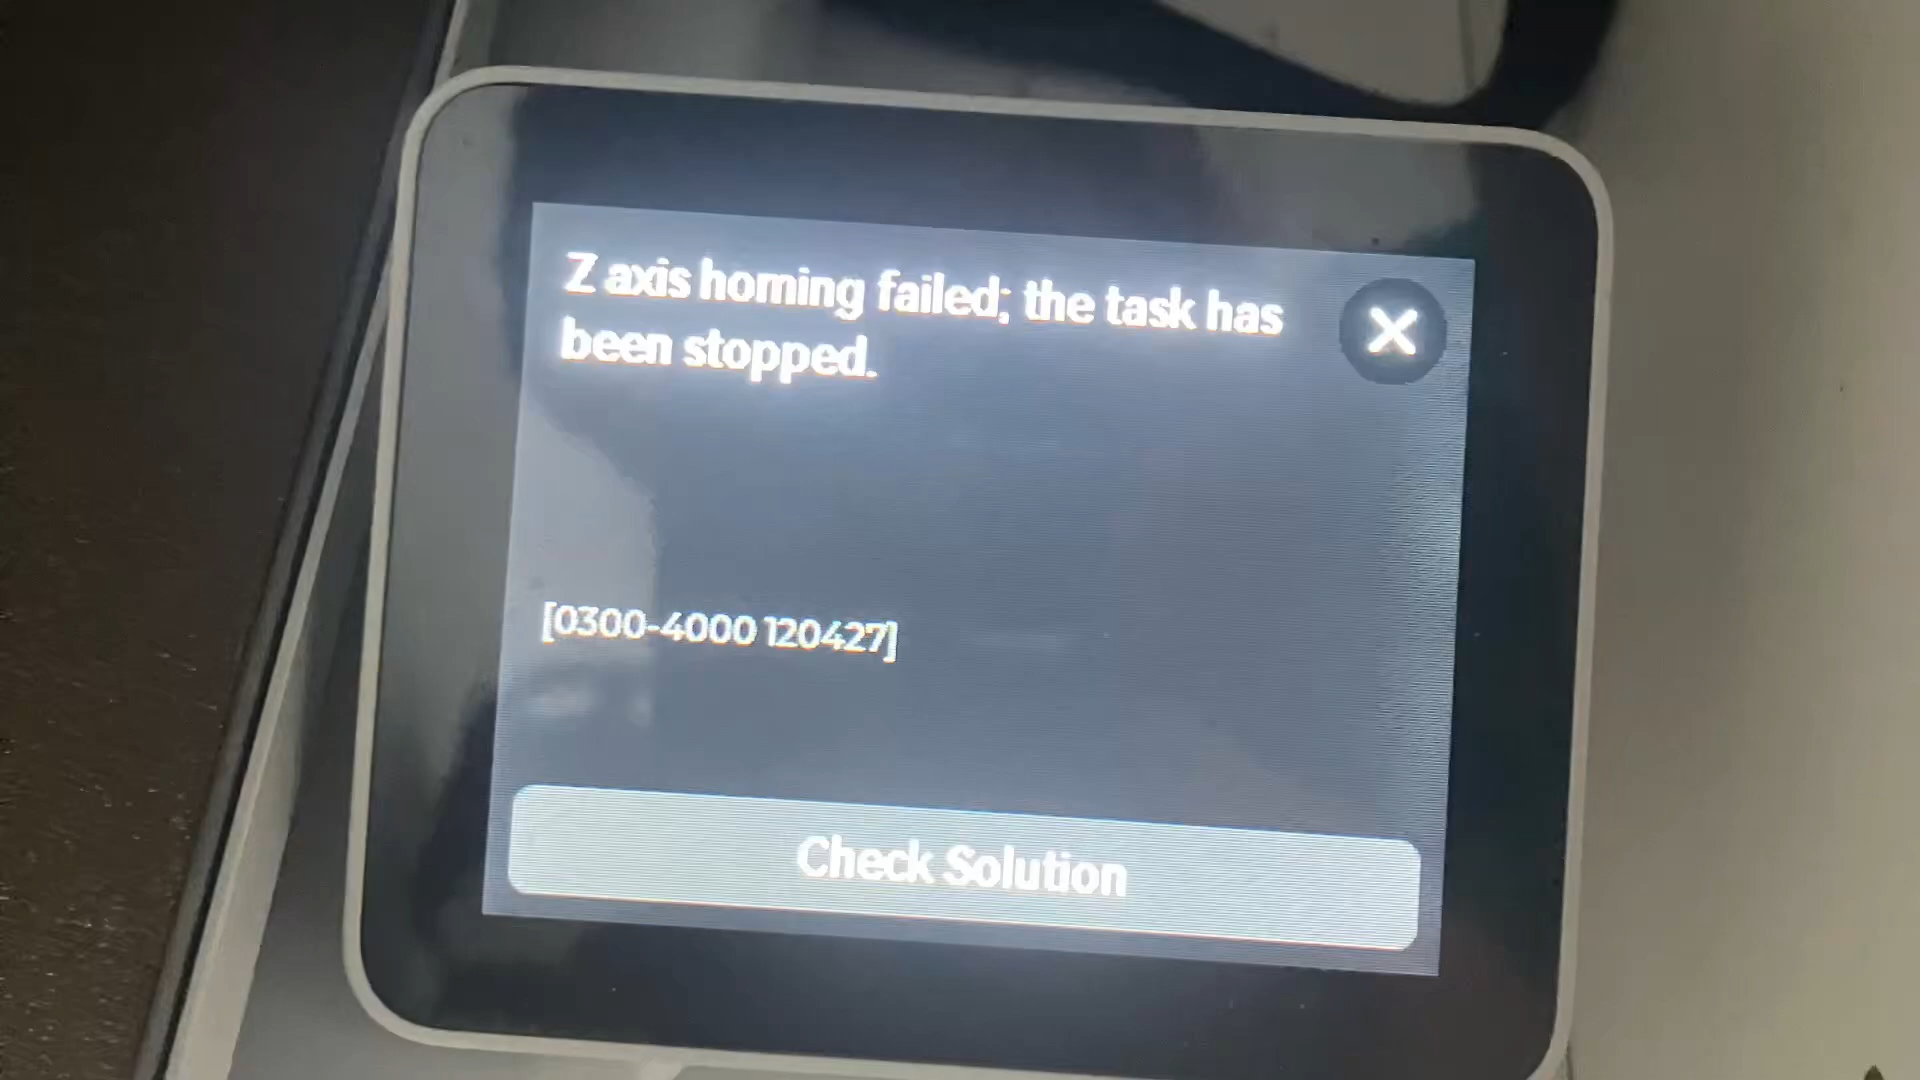 Z axis homing failed; the task has
been stopped.
[0300-4000 120427]
Check Solution